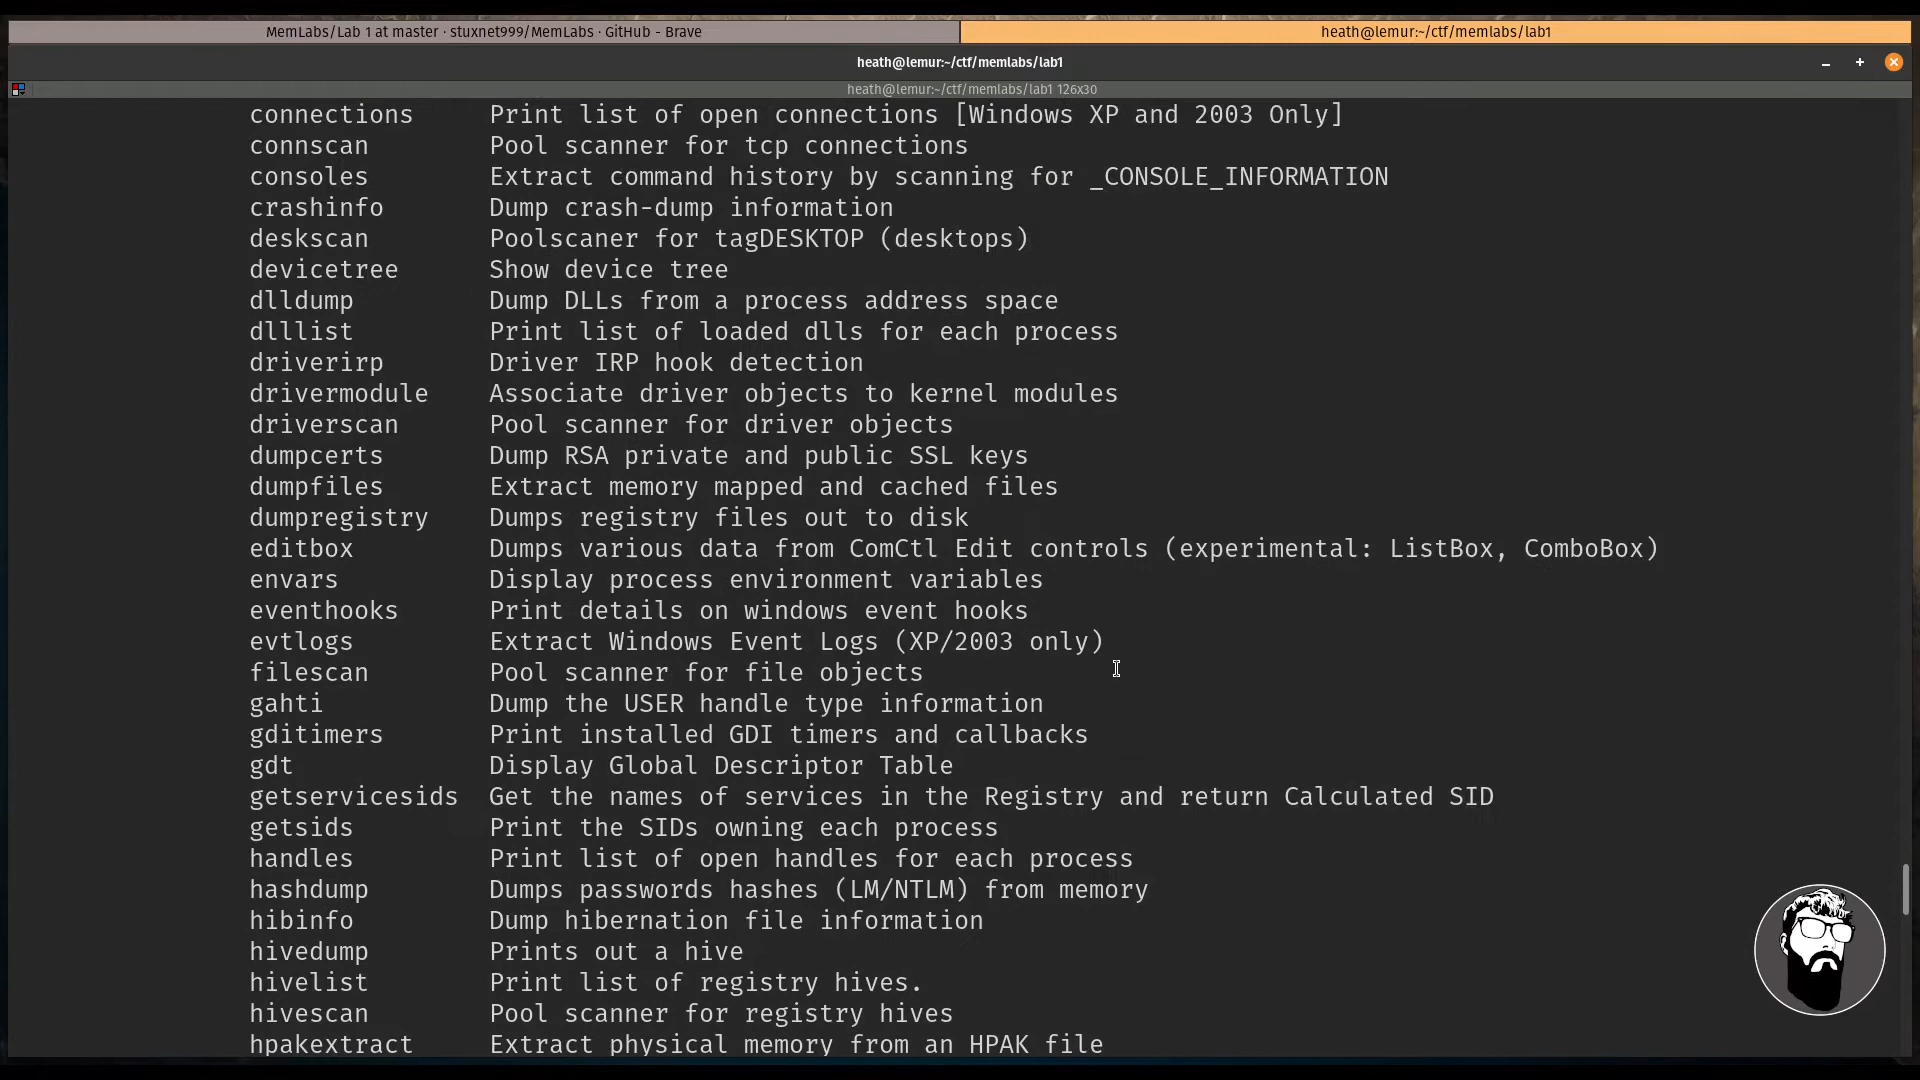 MemLabs/Lab 1 at master · stuxnet999/MemLabs · GitHub - Brave
heath@lemur:~/ctf/memlabs/lab1
heath@lemur:~/ctf/memlabs/lab1
heath@lemur:~/ctf/memlabs/lab1 126x30
connections Print list of open connections [Windows XP and 2003 Only]
connscan Pool scanner for tcp connections
consoles Extract command history by scanning for _CONSOLE_INFORMATION
crashinfo Dump crash-dump information
deskscan Poolscaner for tagDESKTOP (desktops)
devicetree Show device tree
dlldump Dump DLLs from a process address space
dlllist Print list of loaded dlls for each process
driverirp Driver IRP hook detection
drivermodule Associate driver objects to kernel modules
driverscan Pool scanner for driver objects
dumpcerts Dump RSA private and public SSL keys
dumpfiles Extract memory mapped and cached files
dumpregistry Dumps registry files out to disk
editbox Dumps various data from ComCtl Edit controls (experimental: ListBox, ComboBox)
envars Display process environment variables
eventhooks Print details on windows event hooks
evtlogs Extract Windows Event Logs (XP/2003 only)
filescan Pool scanner for file objects
gahti Dump the USER handle type information
gditimers Print installed GDI timers and callbacks
gdt Display Global Descriptor Table
getservicesids Get the names of services in the Registry and return Calculated SID
getsids Print the SIDs owning each process
handles Print list of open handles for each process
hashdump Dumps passwords hashes (LM/NTLM) from memory
hibinfo Dump hibernation file information
hivedump Prints out a hive
hivelist Print list of registry hives.
hivescan Pool scanner for registry hives
hpakextract Extract physical memory from an HPAK file